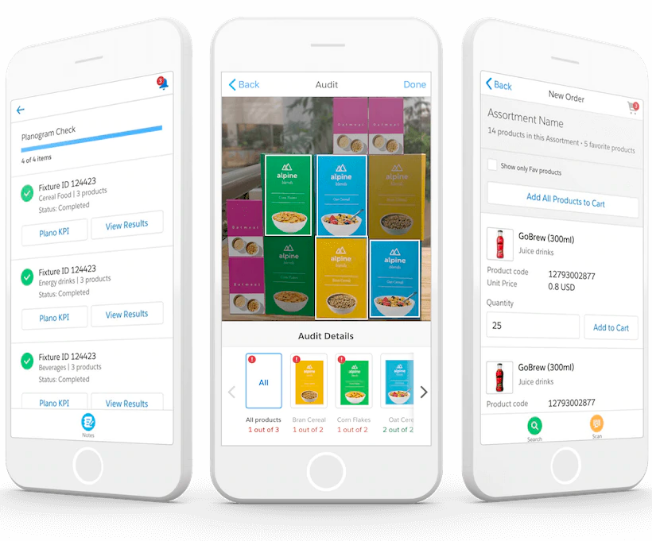 3
Planogram Check
4 of 4 items
Fixture ID 124423
Cereal Food | 3 products
Status: Completed
Plano KPI
View Results
Fixture ID 124423
Energy drinks | 3 products
Status: Completed
Plano KPI
View Results
Fixture ID 124423
Beverages | 3 products
Status: Completed
Plano KPI
View Results
Notes
Back
Audit
Done
Oatmeal
alpine
alpine
Oatmeal
alpine
alpine
alpine
Audit Details
!
All
!
!
All products
Bran Cereal
Corn Flakes
Oat Corn
1 out of 3
1 out of 2
1 out of 2
2 out of 2
Back
New Order
Assortment Name
14 products in this Assortment • 5 favorite products
Show only Fav products
Add All Products to Cart
GoBrew (300ml)
Juice drinks
Product code
12793002877
Unit Price
0.8 USD
Quantity
25
Add to Cart
GoBrew (300ml)
Juice drinks
Product code
12793002877
Search
Scan